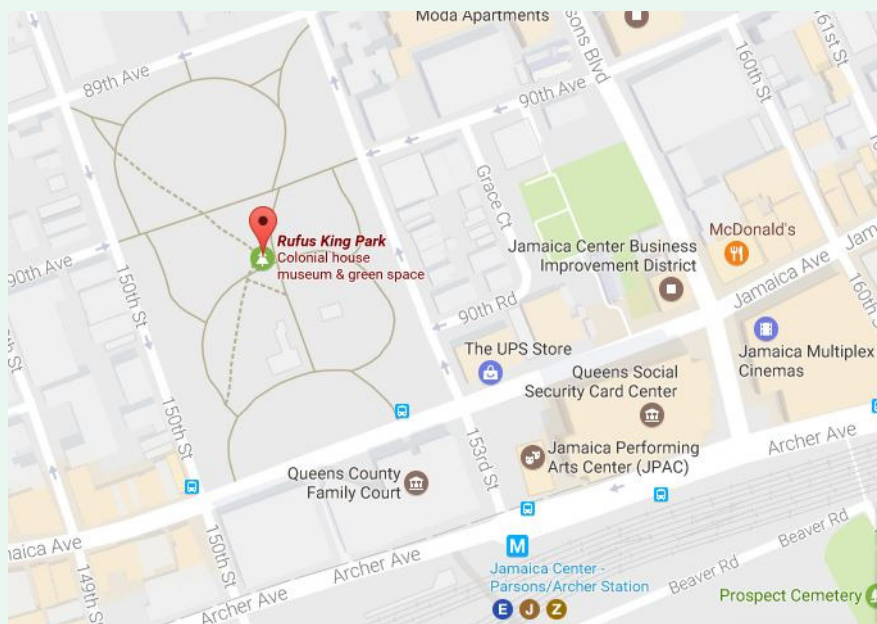 Moda Apartments
Parsons Blvd
161st St
160th St
89th Ave
90th Ave
Grace Ct
McDonald's
Rufus King Park
Colonial house
museum & green space
Jamaica Center Business
Improvement District
Jamaica Ave
90th Ave
150th St
90th Rd
160th St
The UPS Store
Jamaica Multiplex
Cinemas
Queens Social
Security Card Center
150th St
153rd St
Archer Ave
Jamaica Performing
Arts Center (JPAC)
Queens County
Family Court
maica Ave
150th St
149th St
Archer Ave
Archer Ave
M
Jamaica Center -
Parsons/Archer Station
E J Z
Beaver Rd
Beaver Rd
Prospect Cemetery